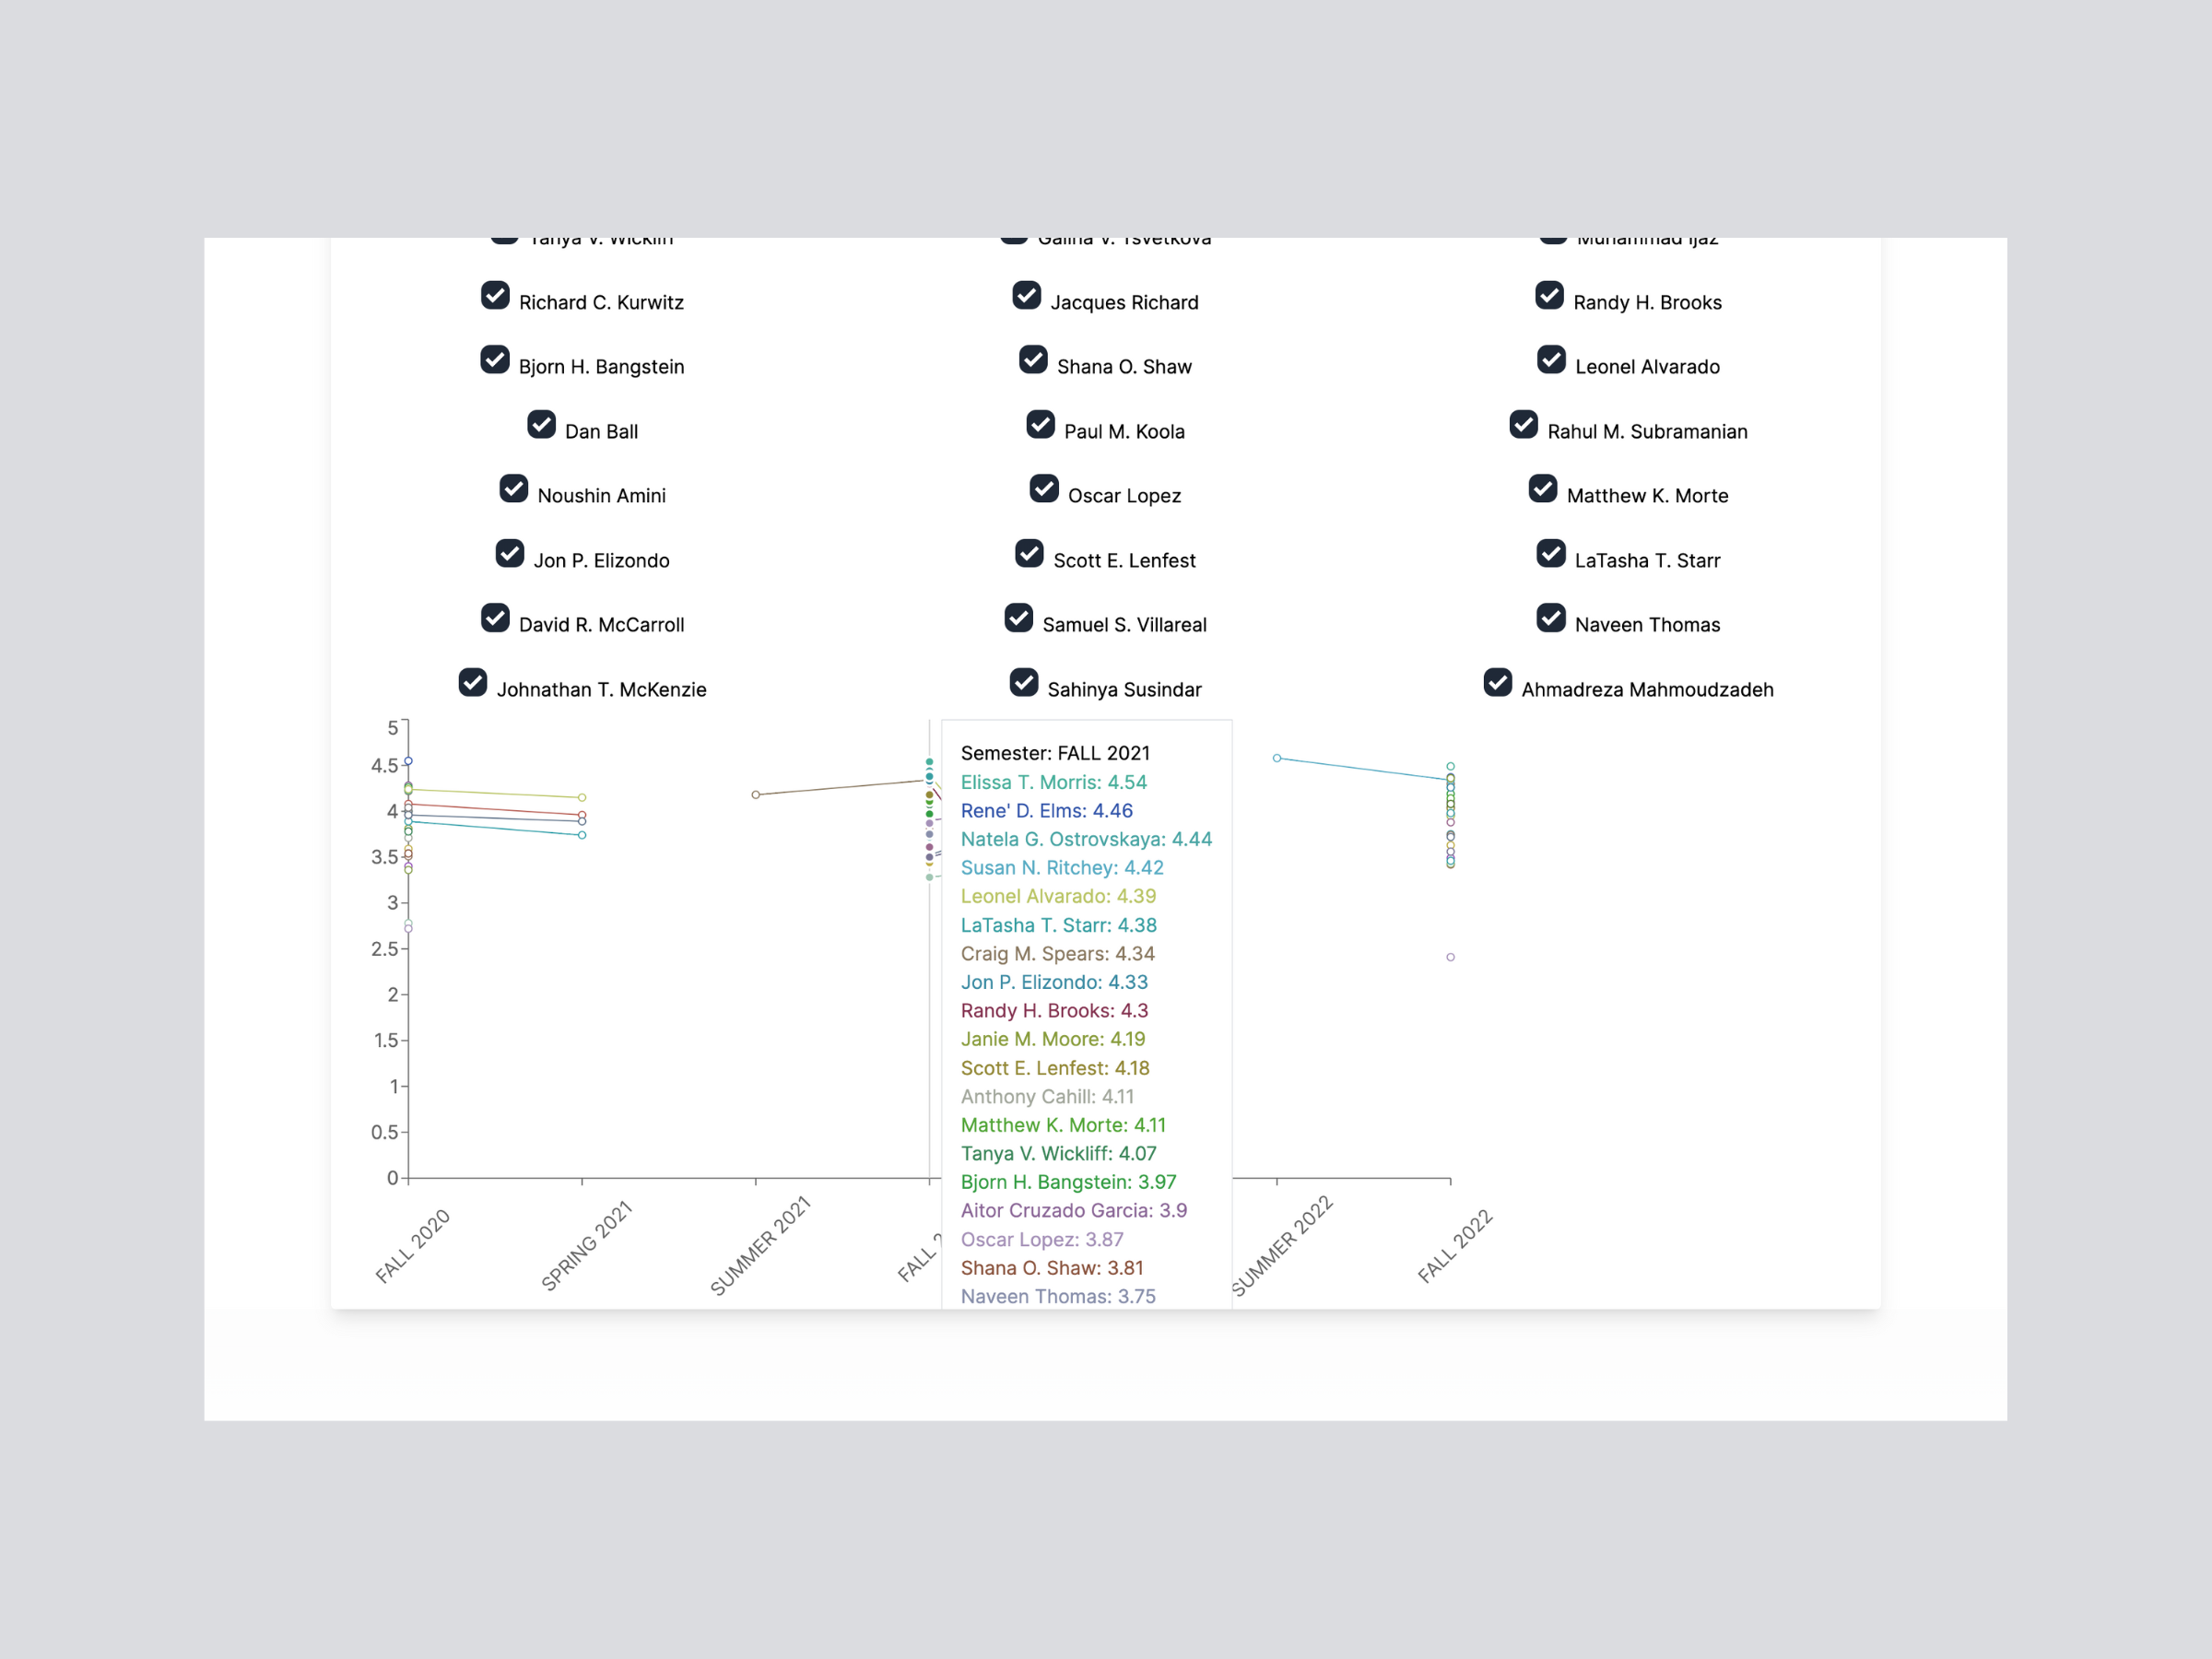 Tanya V. Wickliff Galina V. Tsvetkova Muhammad Ijaz
Richard C. Kurwitz Jacques Richard Randy H. Brooks
Bjorn H. Bangstein Shana O. Shaw Leonel Alvarado
Dan Ball Paul M. Koola Rahul M. Subramanian
Noushin Amini Oscar Lopez Matthew K. Morte
Jon P. Elizondo Scott E. Lenfest LaTasha T. Starr
David R. McCarroll Samuel S. Villareal Naveen Thomas
Johnathan T. McKenzie Sahinya Susindar Ahmadreza Mahmoudzadeh
5
4.5
4
3.5
3
2.5
2
1.5
1
0.5
0
FALL 2020
SPRING 2021
SUMMER 2021
FALL 2
SUMMER 2022
FALL 2022
Semester: FALL 2021
Elissa T. Morris: 4.54
Rene' D. Elms: 4.46
Natela G. Ostrovskaya: 4.44
Susan N. Ritchey: 4.42
Leonel Alvarado: 4.39
LaTasha T. Starr: 4.38
Craig M. Spears: 4.34
Jon P. Elizondo: 4.33
Randy H. Brooks: 4.3
Janie M. Moore: 4.19
Scott E. Lenfest: 4.18
Anthony Cahill: 4.11
Matthew K. Morte: 4.11
Tanya V. Wickliff: 4.07
Bjorn H. Bangstein: 3.97
Aitor Cruzado Garcia: 3.9
Oscar Lopez: 3.87
Shana O. Shaw: 3.81
Naveen Thomas: 3.75